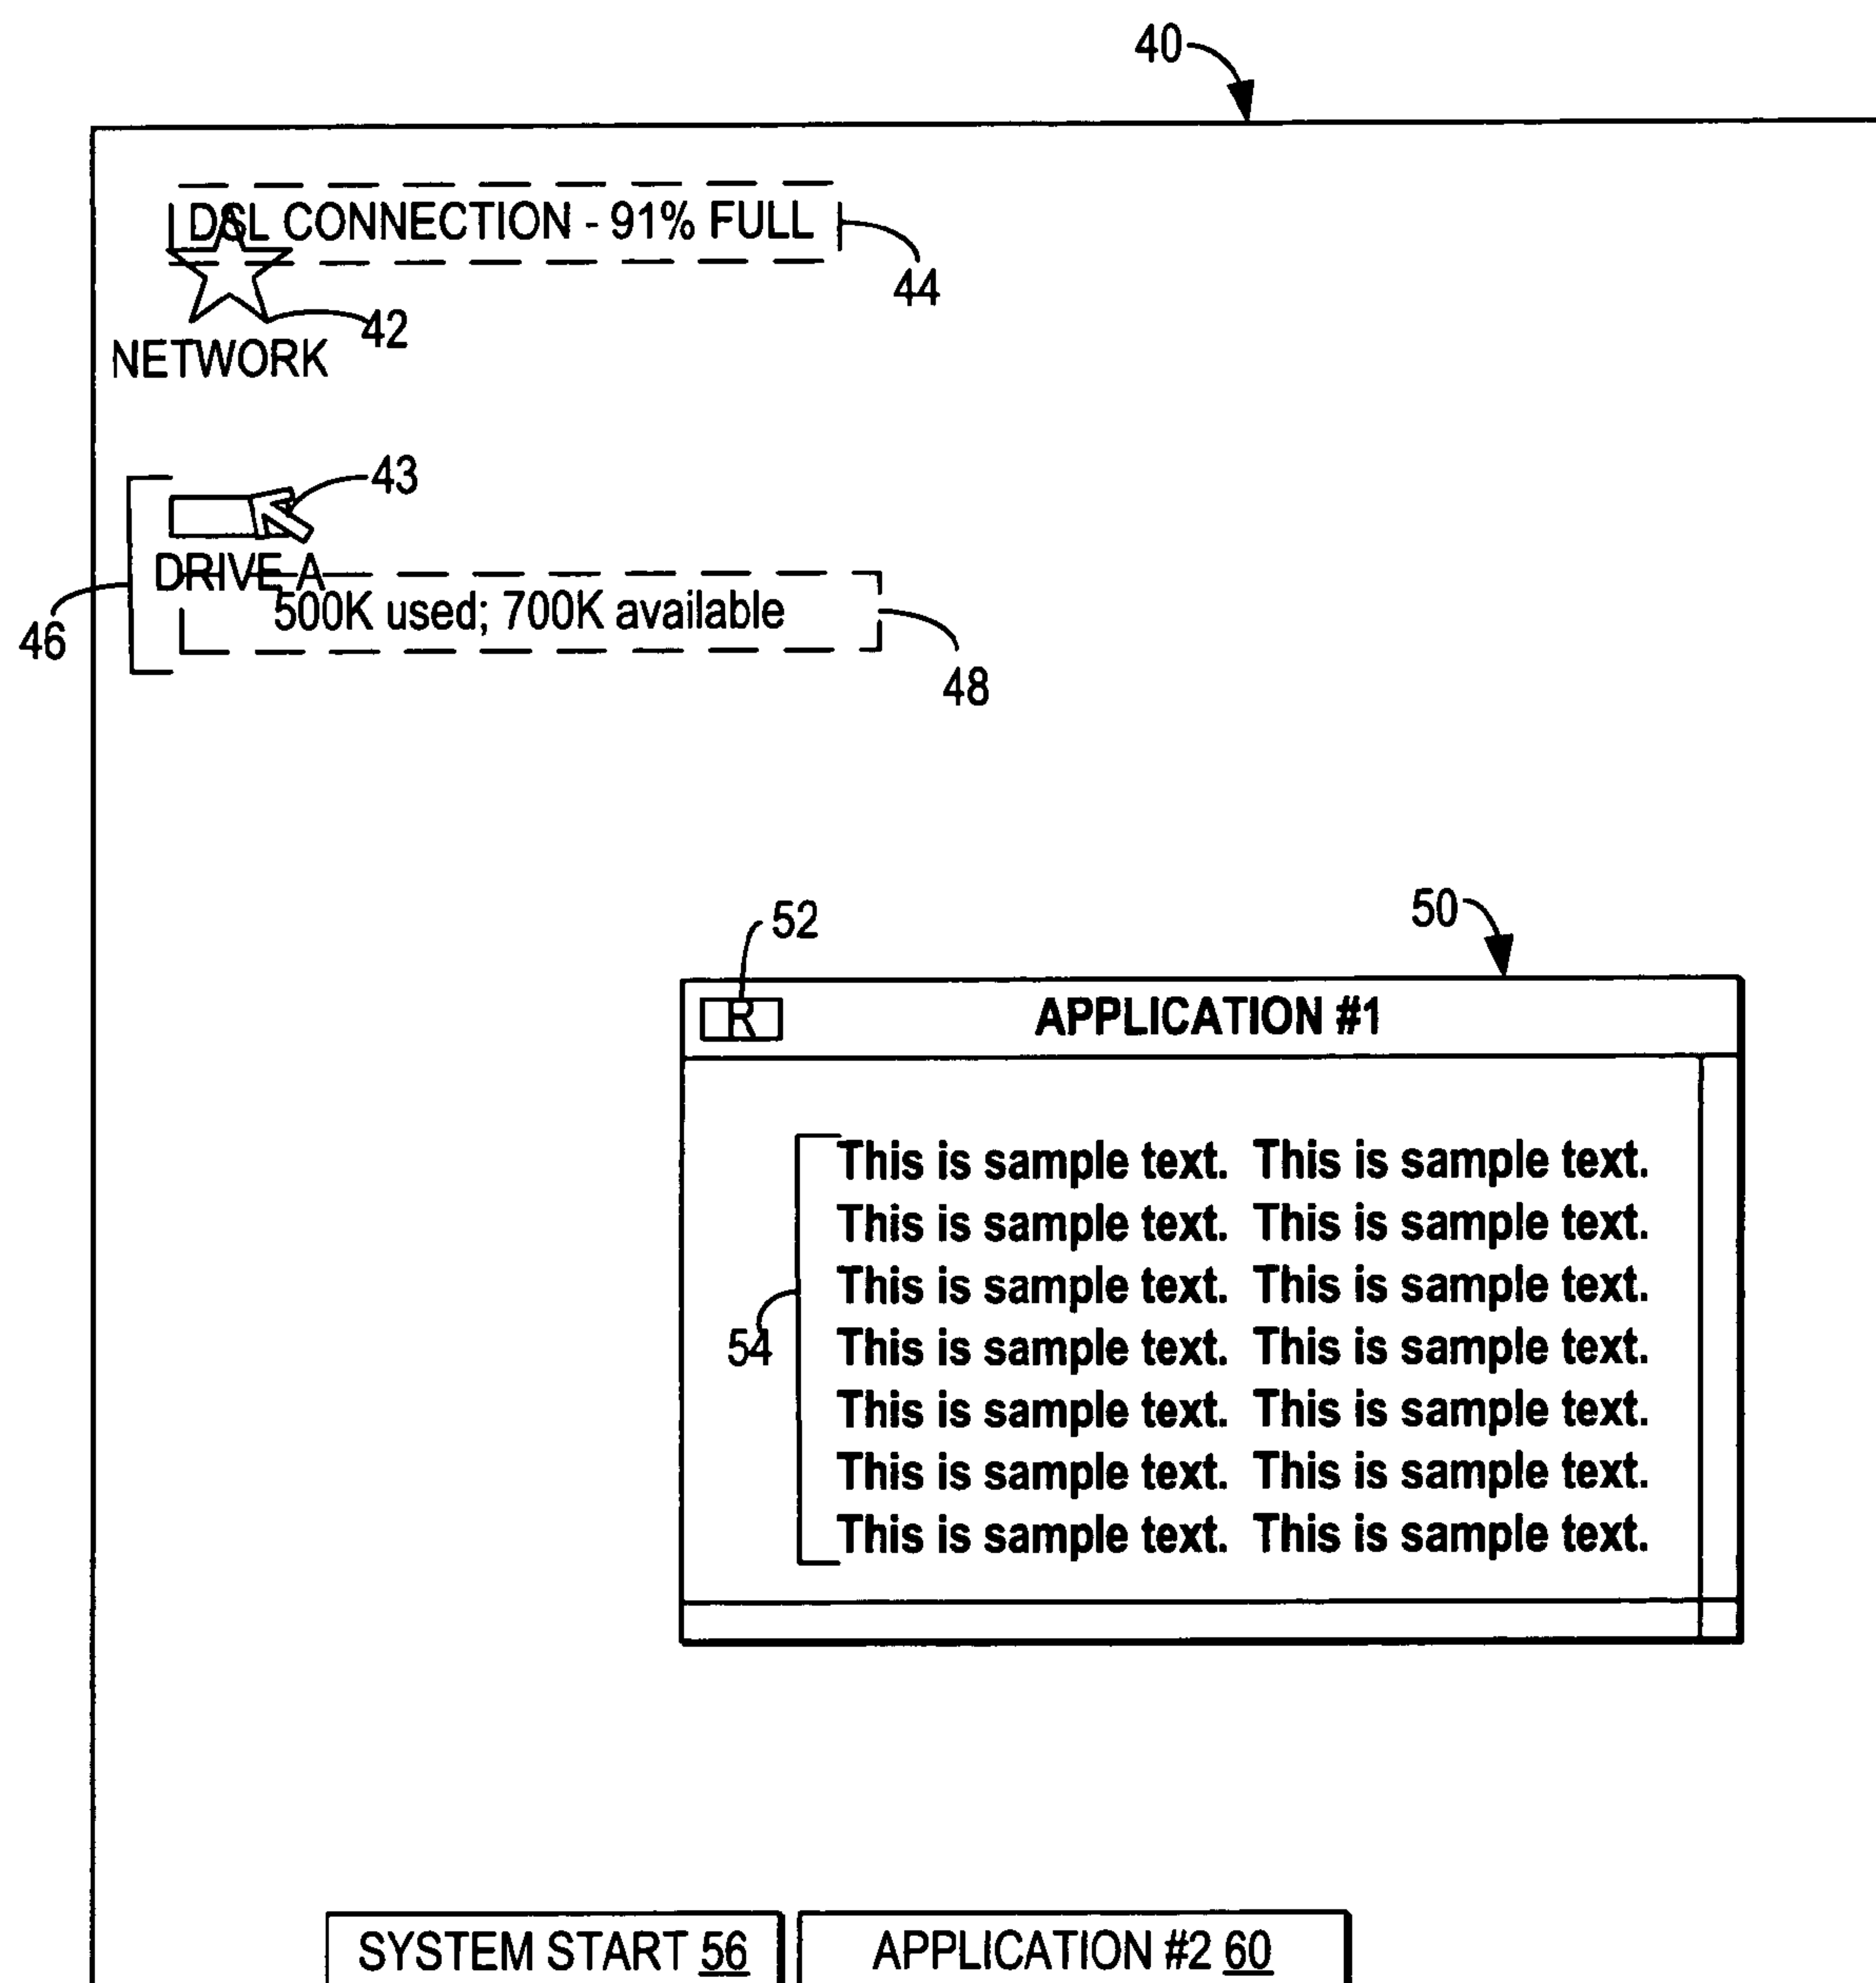 40
DSL CONNECTION - 91% FULL
44
42
NETWORK
43
DRIVE A
500K used; 700K available
46
48
52
50
R
APPLICATION #1
This is sample text. This is sample text.
This is sample text. This is sample text.
This is sample text. This is sample text.
54
This is sample text. This is sample text.
This is sample text. This is sample text.
This is sample text. This is sample text.
This is sample text. This is sample text.
SYSTEM START 56
APPLICATION #2 60